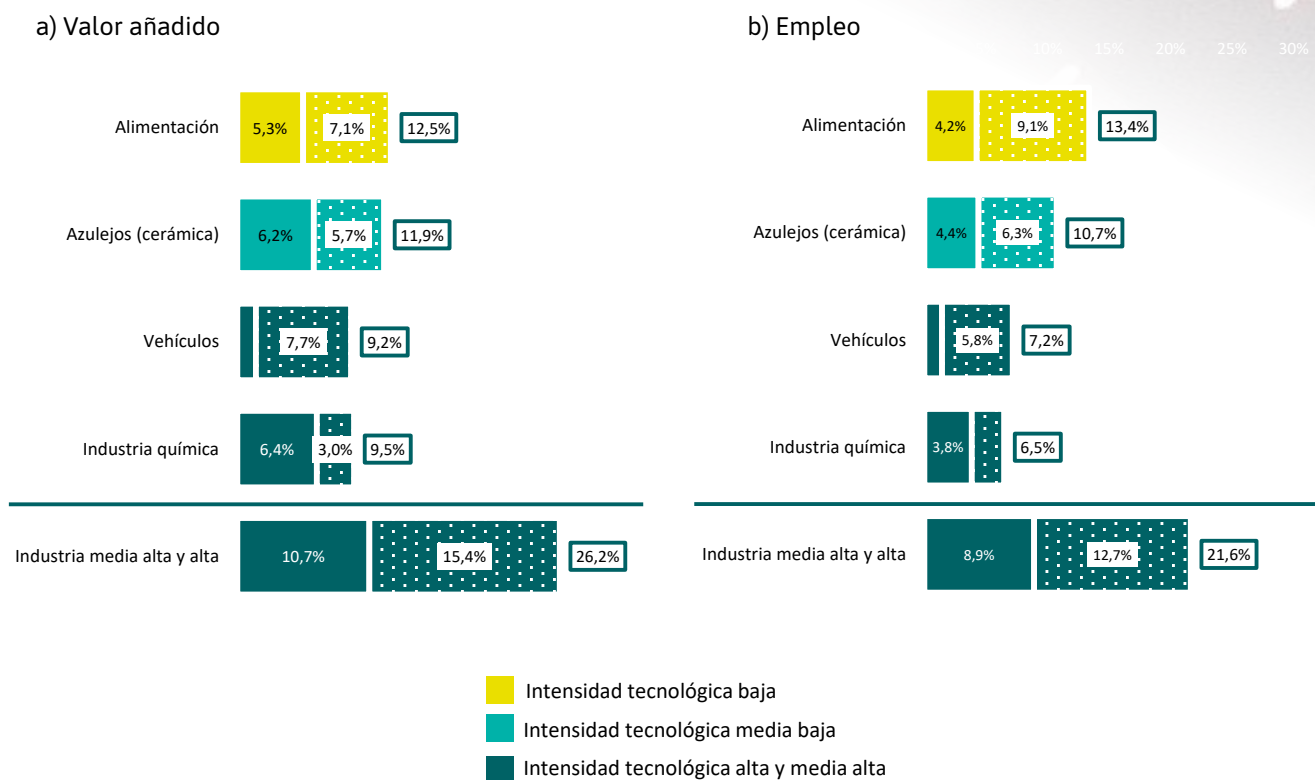 a) Valor añadido
Alimentación
5,3%
7,1%
12,5%
Azulejos (cerámica)
6,2%
5,7%
11,9%
Vehículos
7,7%
9,2%
Industria química
6,4%
3,0%
9,5%
Industria media alta y alta
10,7%
15,4%
26,2%
b) Empleo
10%
15%
20%
25%
30%
Alimentación
4,2%
9,1%
13,4%
Azulejos (cerámica)
4,4%
6,3%
10,7%
Vehículos
5,8%
7,2%
Industria química
3,8%
6,5%
Industria media alta y alta
8,9%
12,7%
21,6%
Intensidad tecnológica baja
Intensidad tecnológica media baja
Intensidad tecnológica alta y media alta